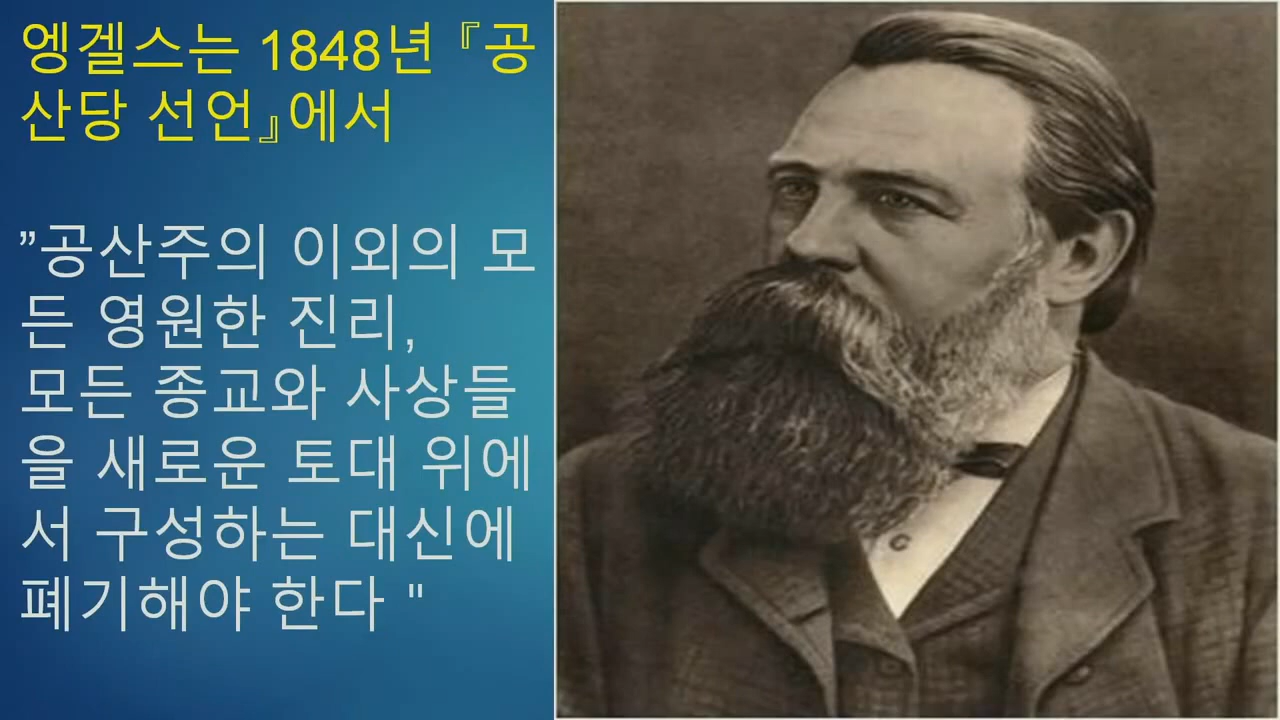 엥겔스는 1848년 『공
산당 선언』에서
”공산주의 이외의 모
든 영원한 진리,
모든 종교와 사상들
을 새로운 토대 위에
서 구성하는 대신에
폐기해야 한다 "